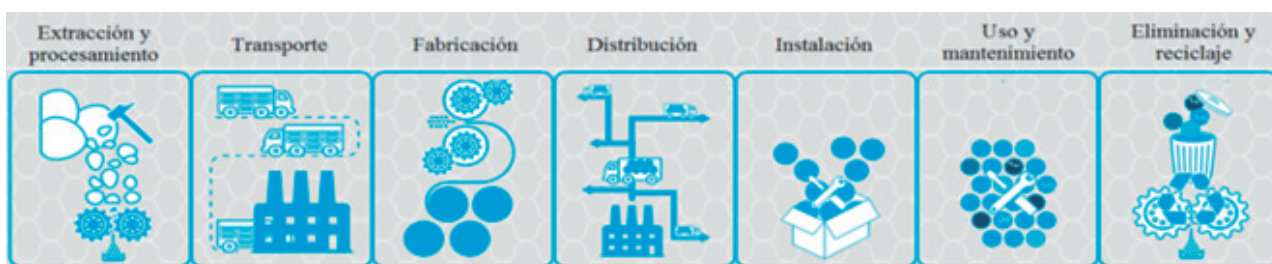 Extracción y
procesamiento
Transporte
Fabricación
Distribución
Instalación
Uso y
mantenimiento
Eliminación y
reciclaje